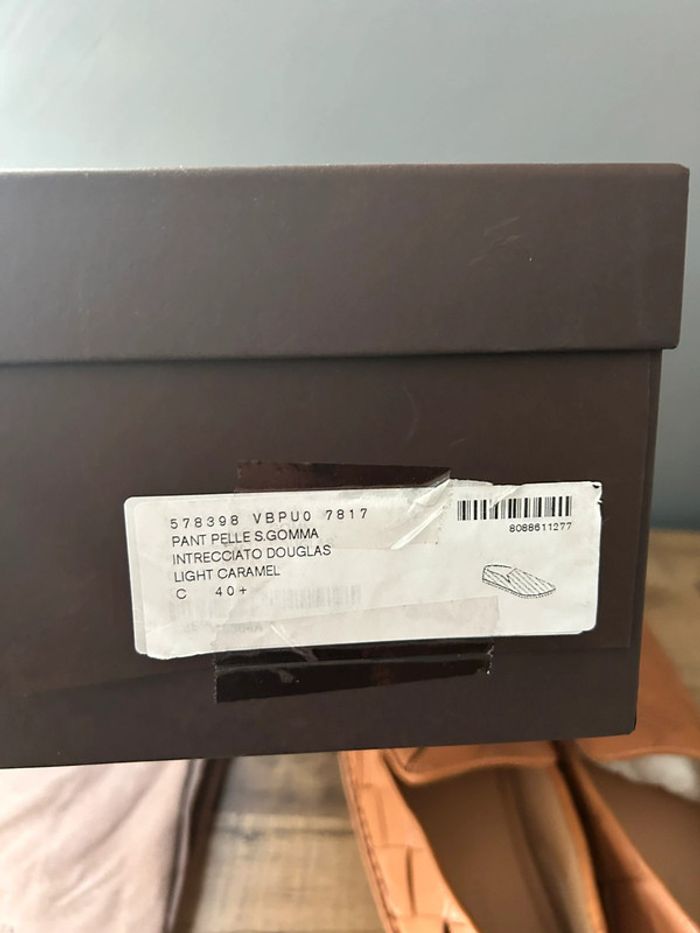 578398 VBPU0 7817
PANT PELLE S.GOMMA
INTRECCIATO DOUGLAS
LIGHT CARAMEL
C 40+
8088611277